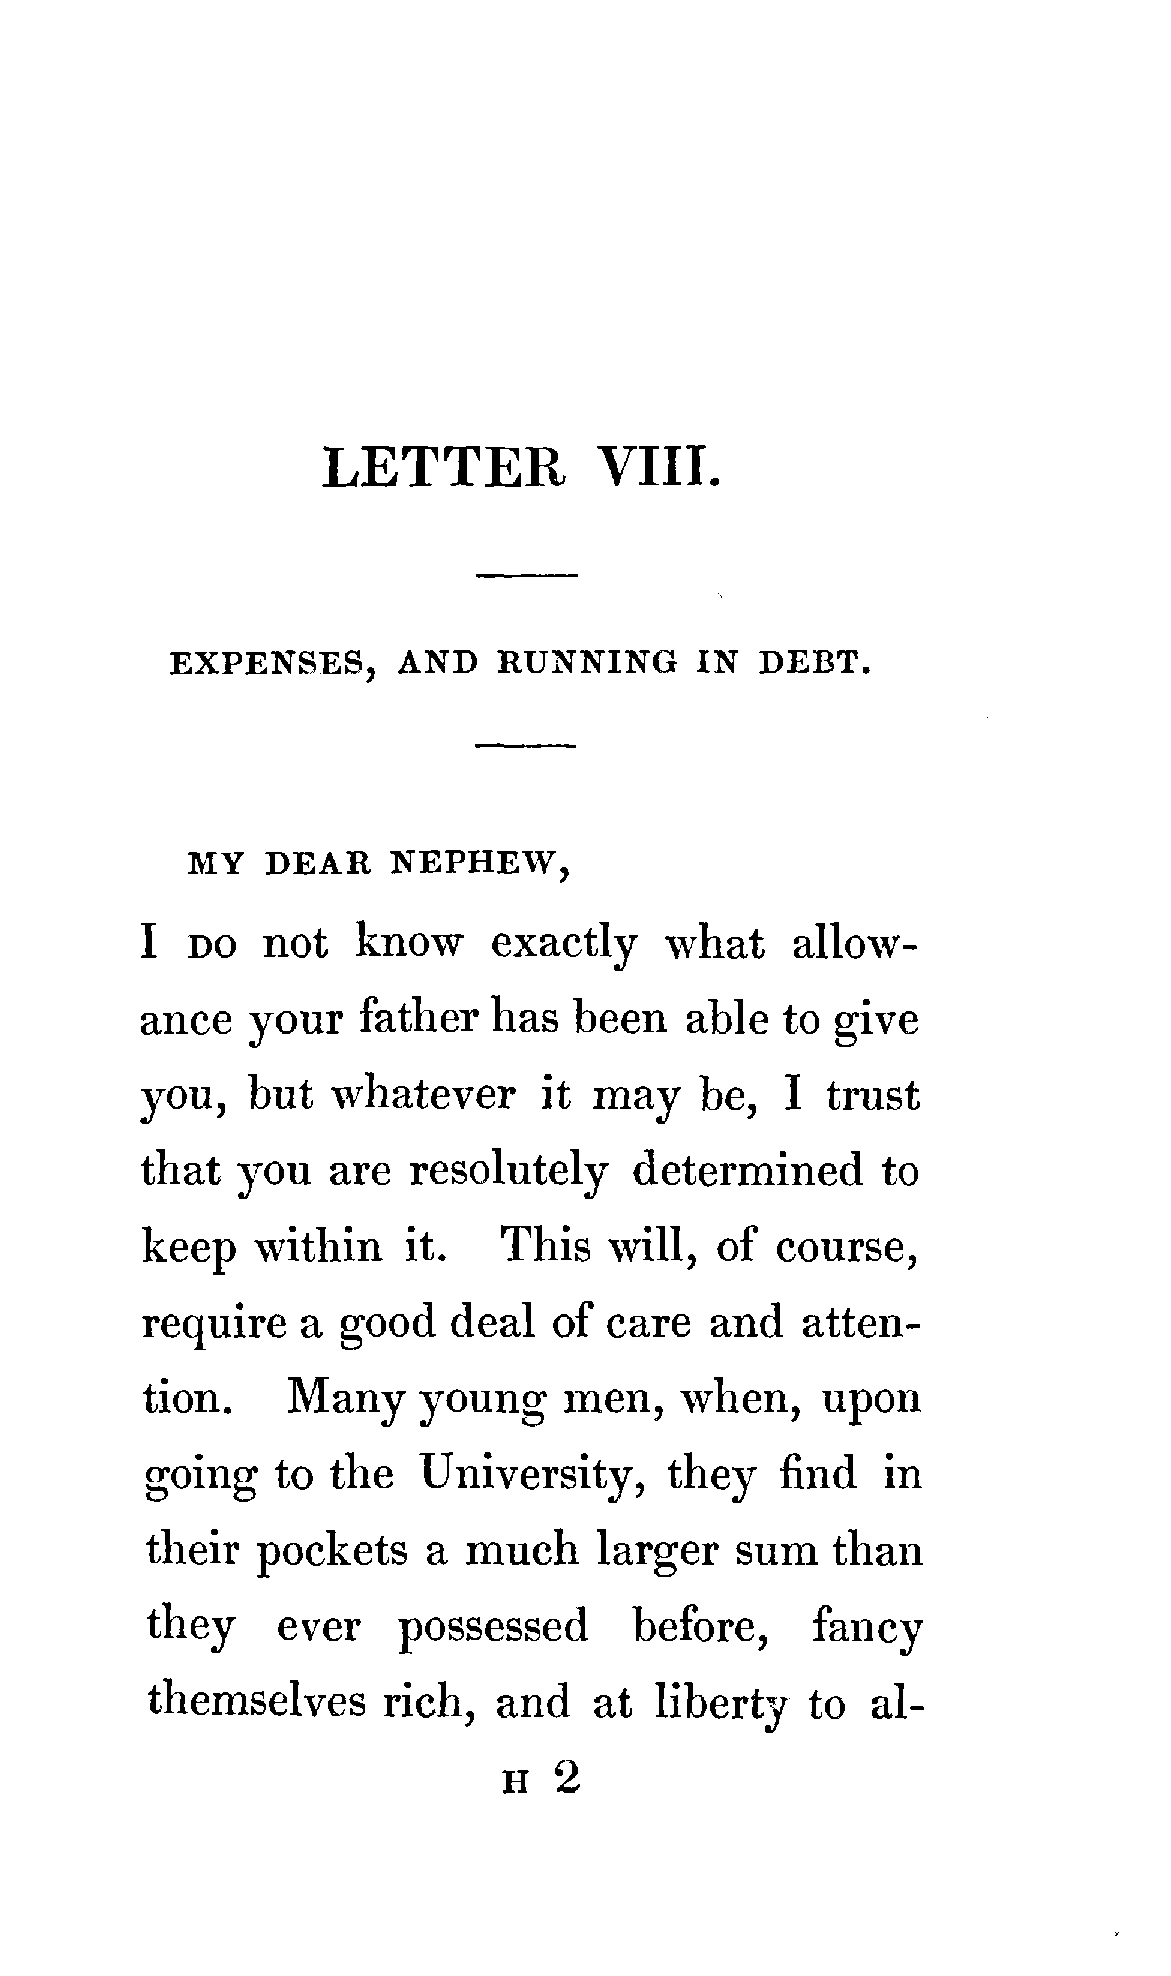 LETTER VIII.
EXPENSES, AND RUNNING IN DEBT.
MY DEAR NEPHEW,
I DO not know exactly what allow-
ance your father has been able to give
you, but whatever it may be, I trust
that you are resolutely determined to
keep within it. This will, of course,
require a good deal of care and atten-
tion. Many young men, when, upon
going to the University, they find in
their pockets a much larger sum than
they ever possessed before, fancy
themselves rich, and at liberty to al-
H 2